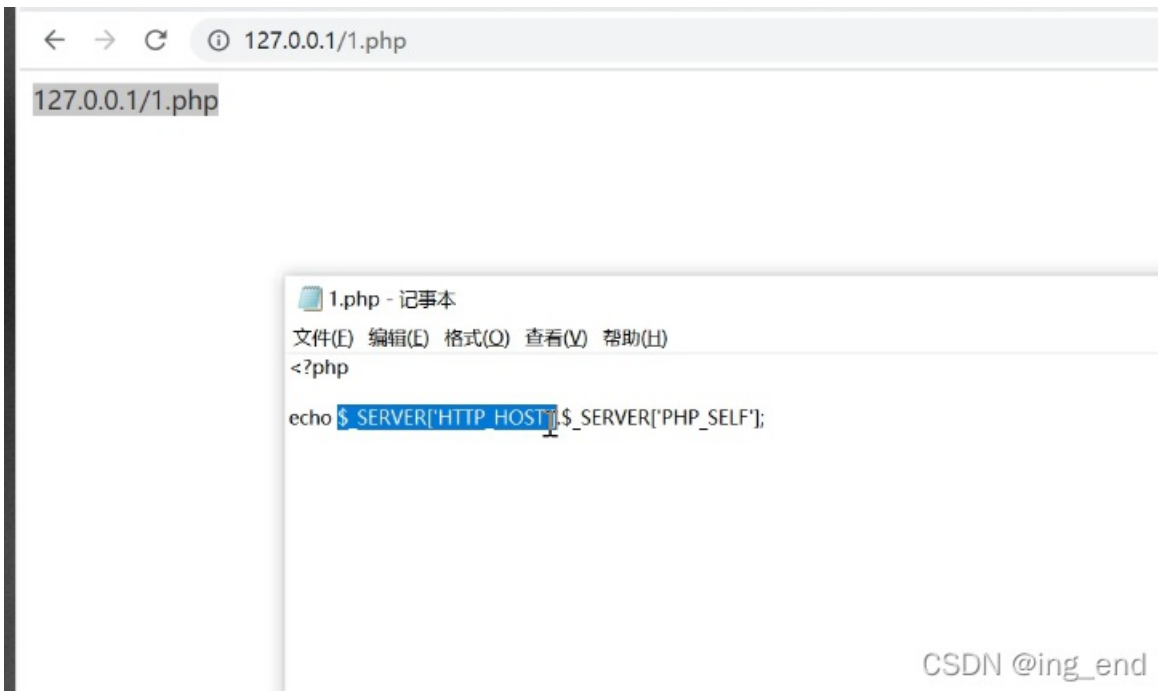 127.0.0.1/1.php
127.0.0.1/1.php
1.php - 记事本
文件(F) 编辑(E) 格式(O) 查看(V) 帮助(H)
<?php
echo $_SERVER['HTTP_HOST'].$_SERVER['PHP_SELF'];
CSDN @ing_end